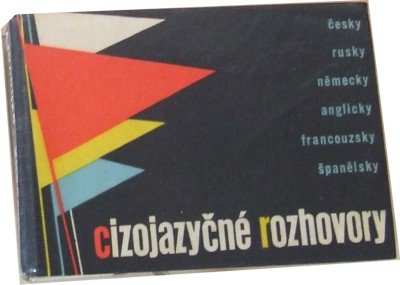 česky
rusky
německy
anglicky
francouzsky
španělsky
cizojazyčné rozhovory